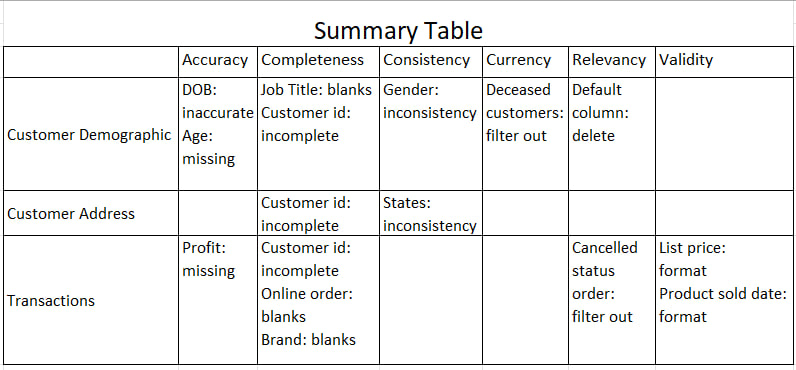 Summary Table
Accuracy Completeness Consistency Currency Relevancy Validity
Customer Demographic
DOB:
inaccurate
Age:
missing
Job Title: blanks
Customer id:
incomplete
Gender:
inconsistency
Deceased
customers:
filter out
Default
column:
delete
Customer Address
Customer id:
incomplete
States:
inconsistency
Transactions
Profit:
missing
Customer id:
incomplete
Online order:
blanks
Brand: blanks
Cancelled
status
order:
filter out
List price:
format
Product sold date:
format